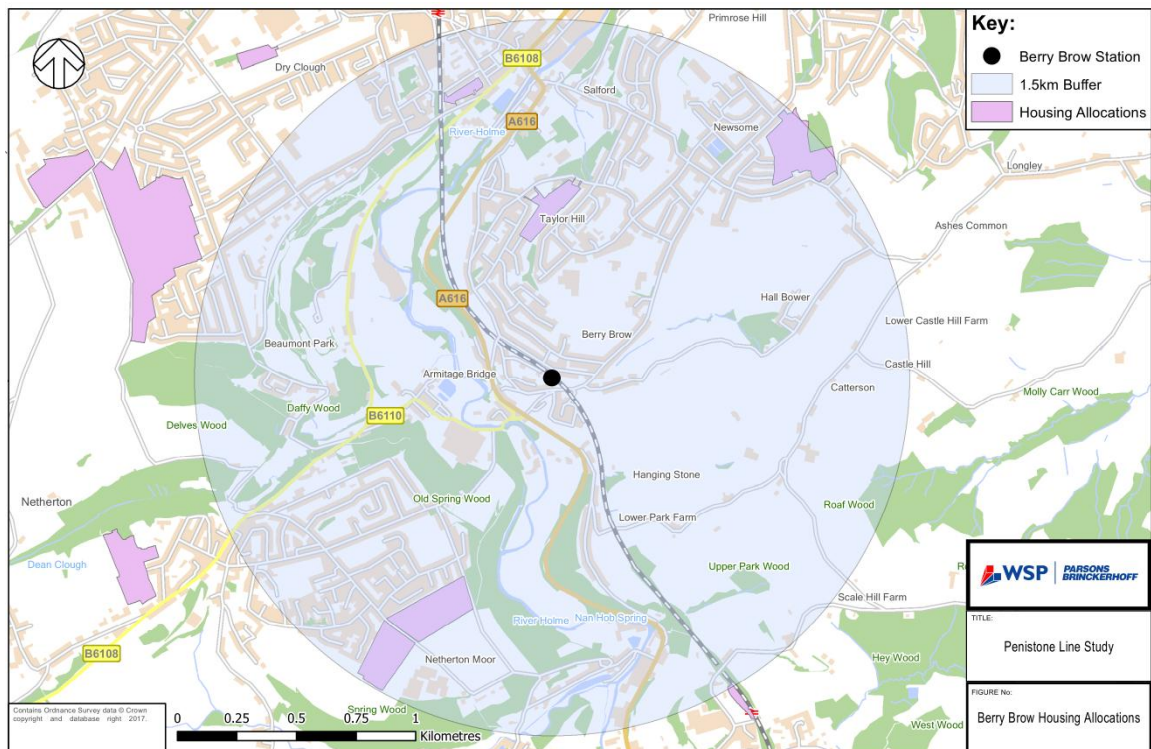 Primrose Hill
Key:
Berry Brow Station
1.5km Buffer
Housing Allocations
B6108
Dry Clough
Salford
A616
River Holme
Newsome
Longley
Taylor Hill
Ashes Common
A616
Hall Bower
Lower Castle Hill Farm
Berry Brow
Beaumont Park
Castle Hill
Armitage Bridge
Catterson
Molly Carr Wood
Daffy Wood
B6110
Delves Wood
Hanging Stone
Netherton
Old Spring Wood
Roaf Wood
Lower Park Farm
Dean Clough
Upper Park Wood
WSP | PARSONS
BRINCKERHOFF
Scale Hill Farm
River Holme
Nan Hob Spring
TITLE:
Penistone Line Study
B6108
Netherton Moor
Hey Wood
FIGURE No:
Berry Brow Housing Allocations
Spring Wood
West Wood
Contains Ordnance Survey data © Crown
copyright and database right 2017.
0 0.25 0.5 0.75 1
Kilometres